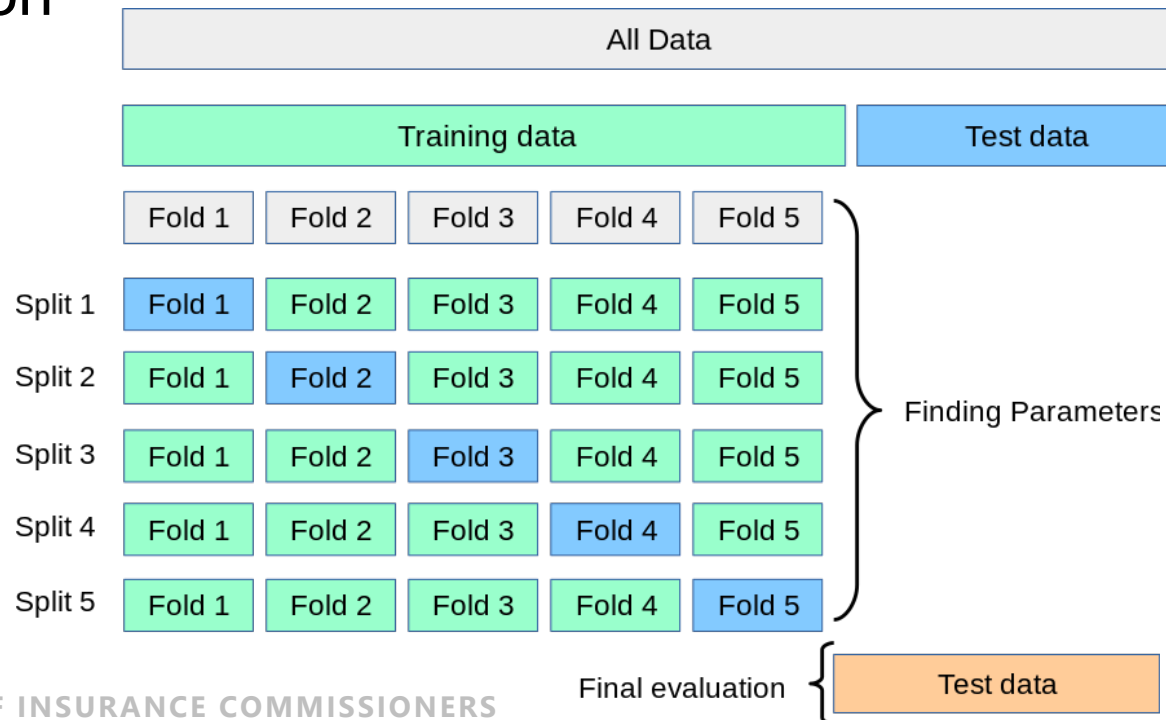 on
All Data
Training data Test data
Fold 1 Fold 2 Fold 3 Fold 4 Fold 5
Split 1 Fold 1 Fold 2 Fold 3 Fold 4 Fold 5
Split 2 Fold 1 Fold 2 Fold 3 Fold 4 Fold 5
Split 3 Fold 1 Fold 2 Fold 3 Fold 4 Fold 5
Split 4 Fold 1 Fold 2 Fold 3 Fold 4 Fold 5
Split 5 Fold 1 Fold 2 Fold 3 Fold 4 Fold 5
Finding Parameters
Final evaluation Test data
F INSURANCE COMMISSIONERS